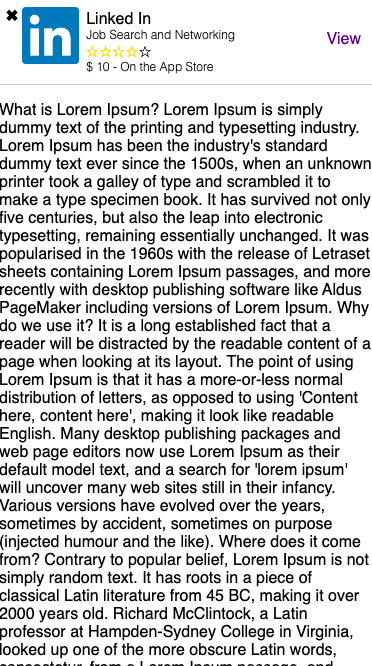 ✖
in
Linked In
Job Search and Networking
☆☆☆☆☆
$ 10 - On the App Store
View
What is Lorem Ipsum? Lorem Ipsum is simply
dummy text of the printing and typesetting industry.
Lorem Ipsum has been the industry's standard
dummy text ever since the 1500s, when an unknown
printer took a galley of type and scrambled it to
make a type specimen book. It has survived not only
five centuries, but also the leap into electronic
typesetting, remaining essentially unchanged. It was
popularised in the 1960s with the release of Letraset
sheets containing Lorem Ipsum passages, and more
recently with desktop publishing software like Aldus
PageMaker including versions of Lorem Ipsum. Why
do we use it? It is a long established fact that a
reader will be distracted by the readable content of a
page when looking at its layout. The point of using
Lorem Ipsum is that it has a more-or-less normal
distribution of letters, as opposed to using 'Content
here, content here', making it look like readable
English. Many desktop publishing packages and
web page editors now use Lorem Ipsum as their
default model text, and a search for 'lorem ipsum'
will uncover many web sites still in their infancy.
Various versions have evolved over the years,
sometimes by accident, sometimes on purpose
(injected humour and the like). Where does it come
from? Contrary to popular belief, Lorem Ipsum is not
simply random text. It has roots in a piece of
classical Latin literature from 45 BC, making it over
2000 years old. Richard McClintock, a Latin
professor at Hampden-Sydney College in Virginia,
looked up one of the more obscure Latin words,
consectetur, from a Lorem Ipsum passage, and